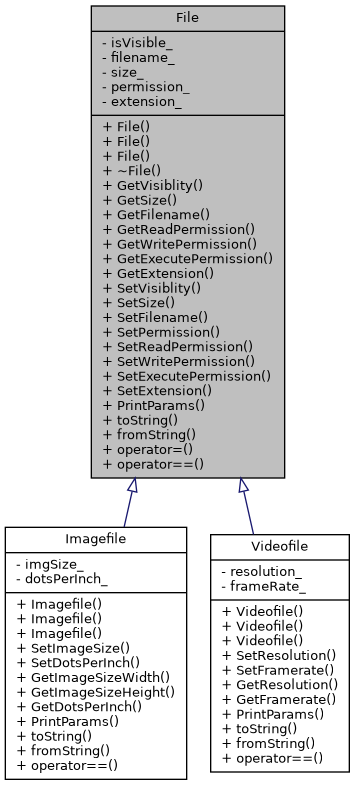 File
- isVisible_
- filename_
- size_
- permission_
- extension_
+ File()
+ File()
+ File()
+ ~File()
+ GetVisiblity()
+ GetSize()
+ GetFilename()
+ GetReadPermission()
+ GetWritePermission()
+ GetExecutePermission()
+ GetExtension()
+ SetVisiblity()
+ SetSize()
+ SetFilename()
+ SetPermission()
+ SetReadPermission()
+ SetWritePermission()
+ SetExecutePermission()
+ SetExtension()
+ PrintParams()
+ toString()
+ fromString()
+ operator=()
+ operator==()
Imagefile
- imgSize_
- dotsPerInch_
+ Imagefile()
+ Imagefile()
+ Imagefile()
+ SetImageSize()
+ SetDotsPerInch()
+ GetImageSizeWidth()
+ GetImageSizeHeight()
+ GetDotsPerInch()
+ PrintParams()
+ toString()
+ fromString()
+ operator==()
Videofile
- resolution_
- frameRate_
+ Videofile()
+ Videofile()
+ Videofile()
+ SetResolution()
+ SetFramerate()
+ GetResolution()
+ GetFramerate()
+ PrintParams()
+ toString()
+ fromString()
+ operator==()